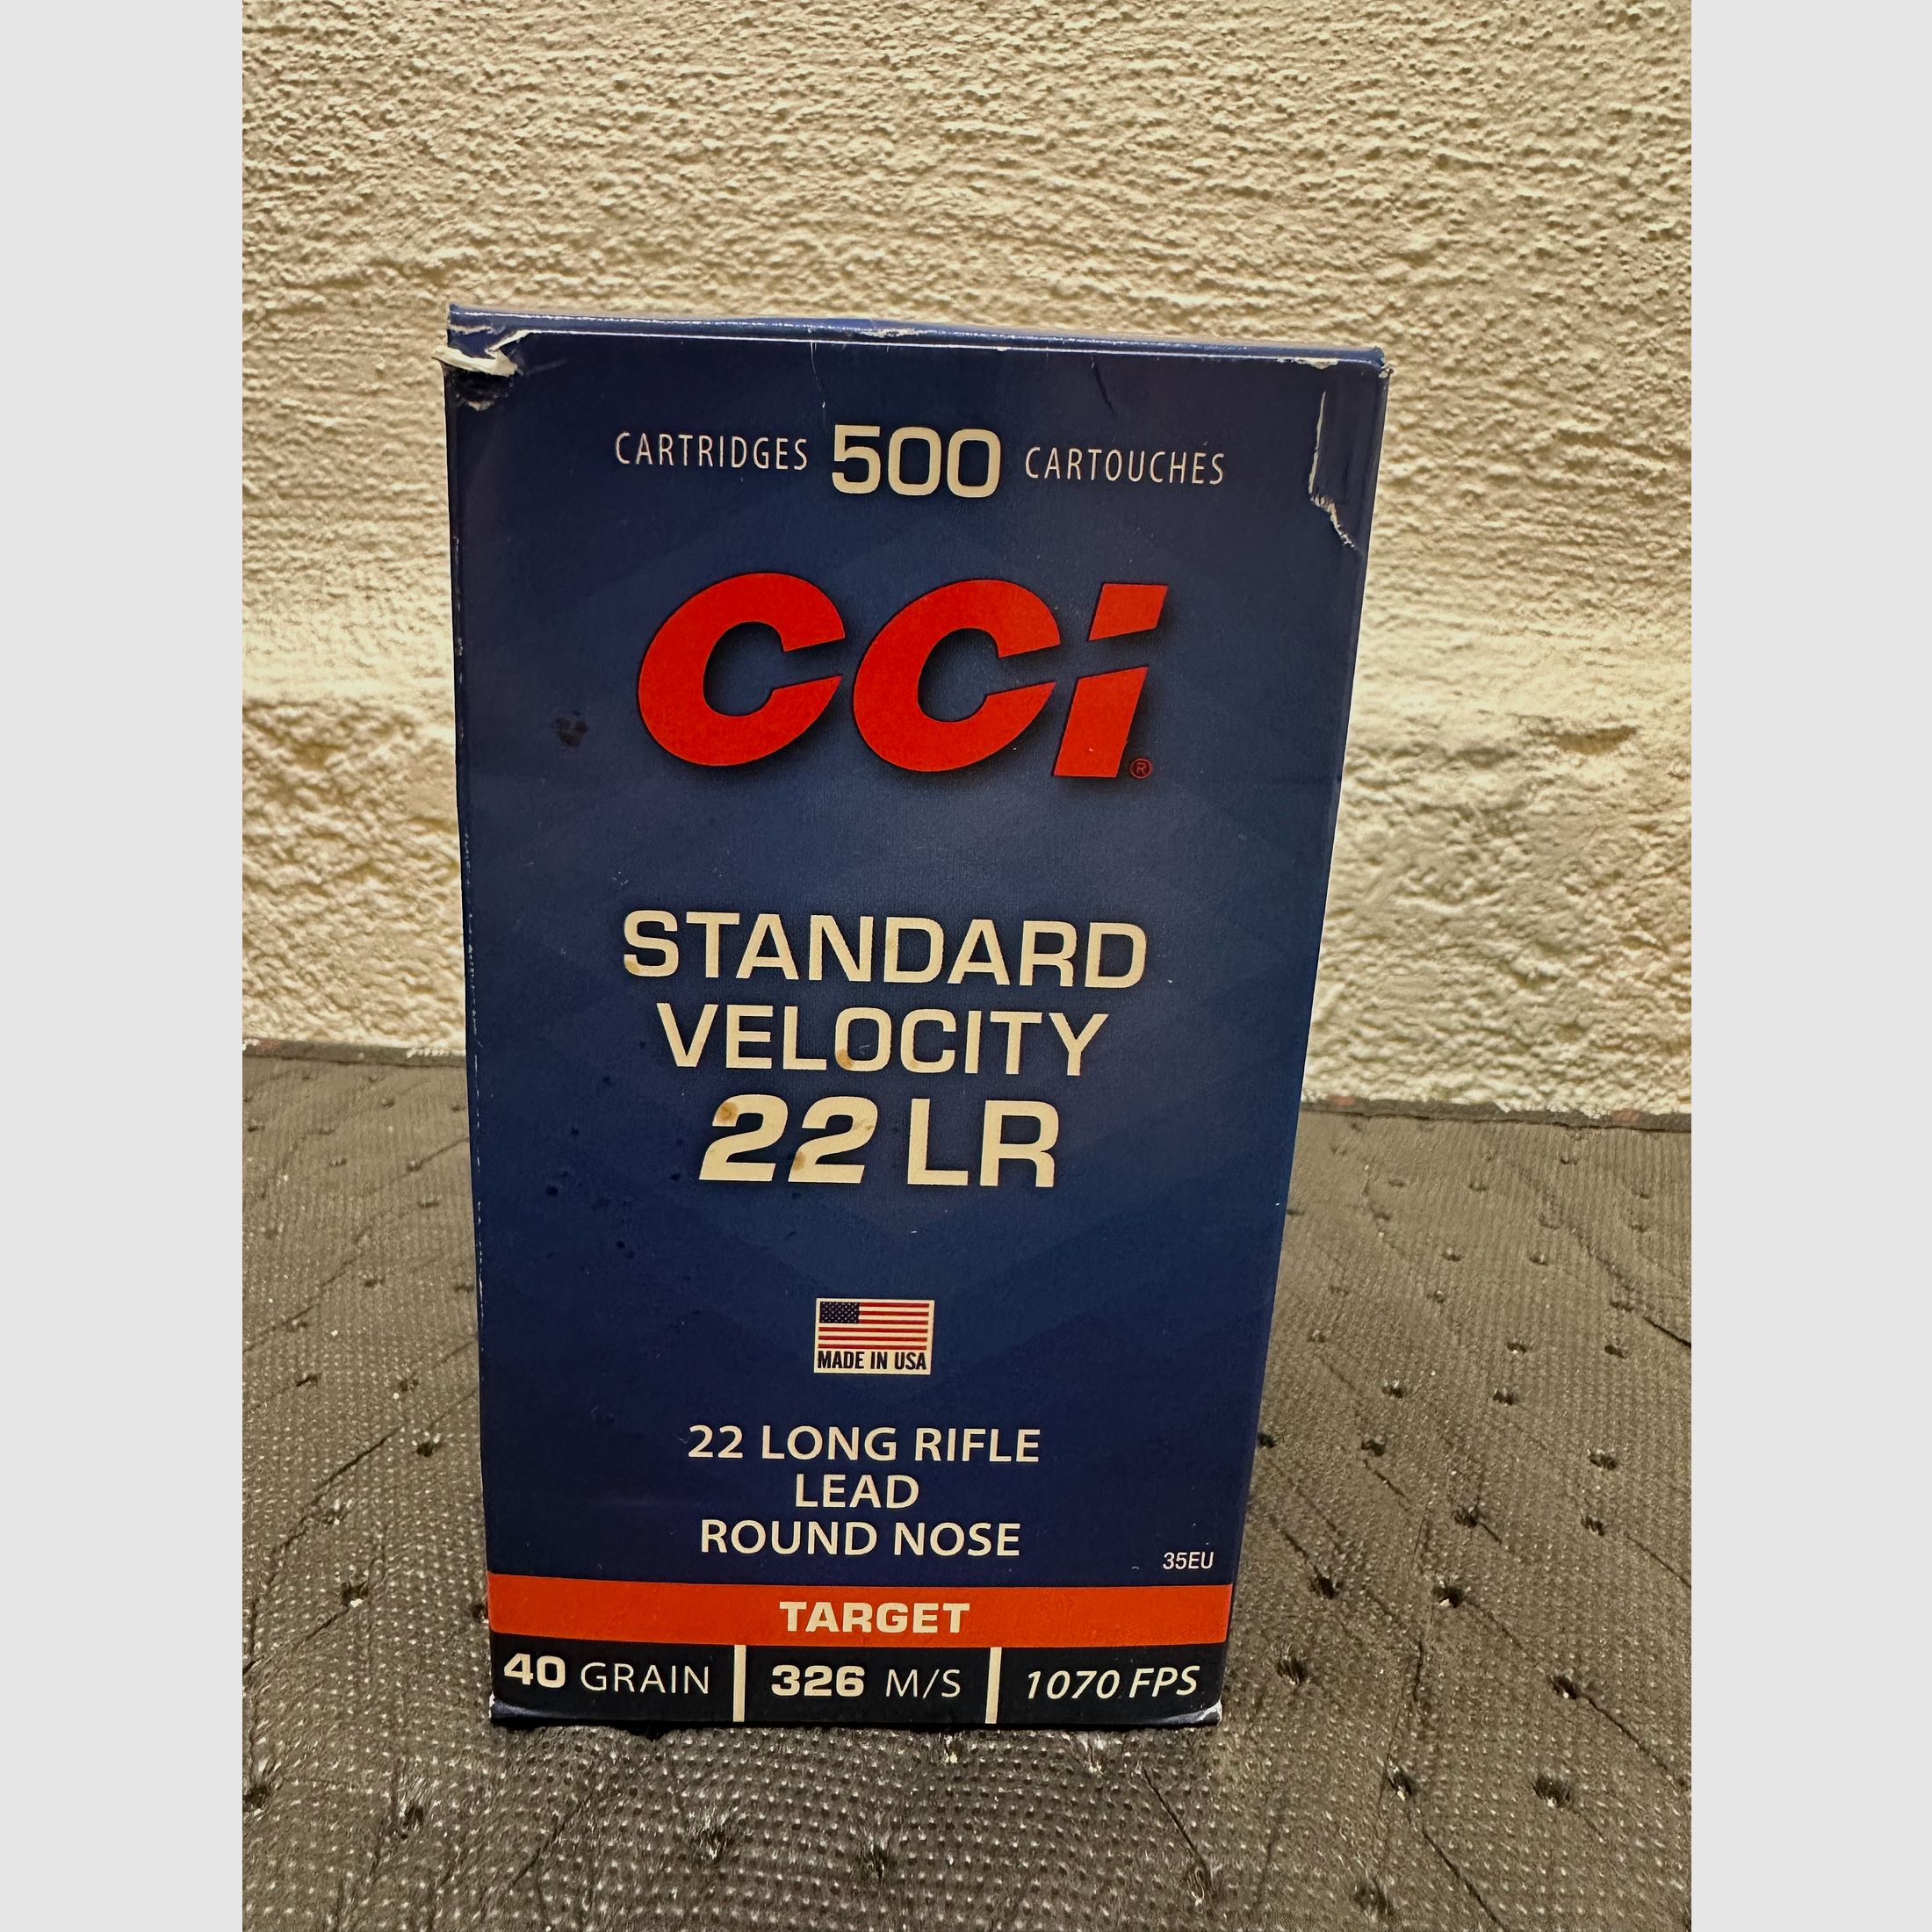 CARTRIDGES 500 CARTOUCHES
CCI®
STANDARD
VELOCITY
22 LR
MADE IN USA
22 LONG RIFLE
LEAD
ROUND NOSE
35EU
TARGET
40 GRAIN 326 M/S 1070 FPS